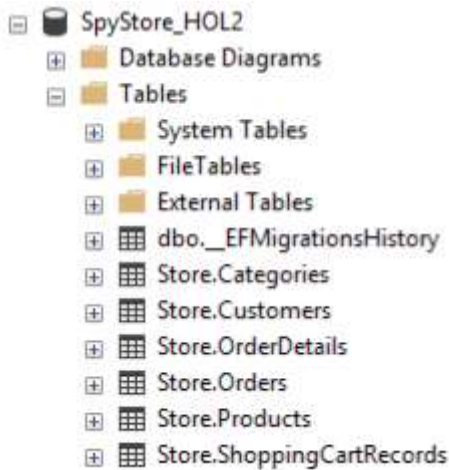 SpyStore_HOL2
Database Diagrams
Tables
System Tables
FileTables
External Tables
dbo.__EFMigrationsHistory
Store.Categories
Store.Customers
Store.OrderDetails
Store.Orders
Store.Products
Store.ShoppingCartRecords